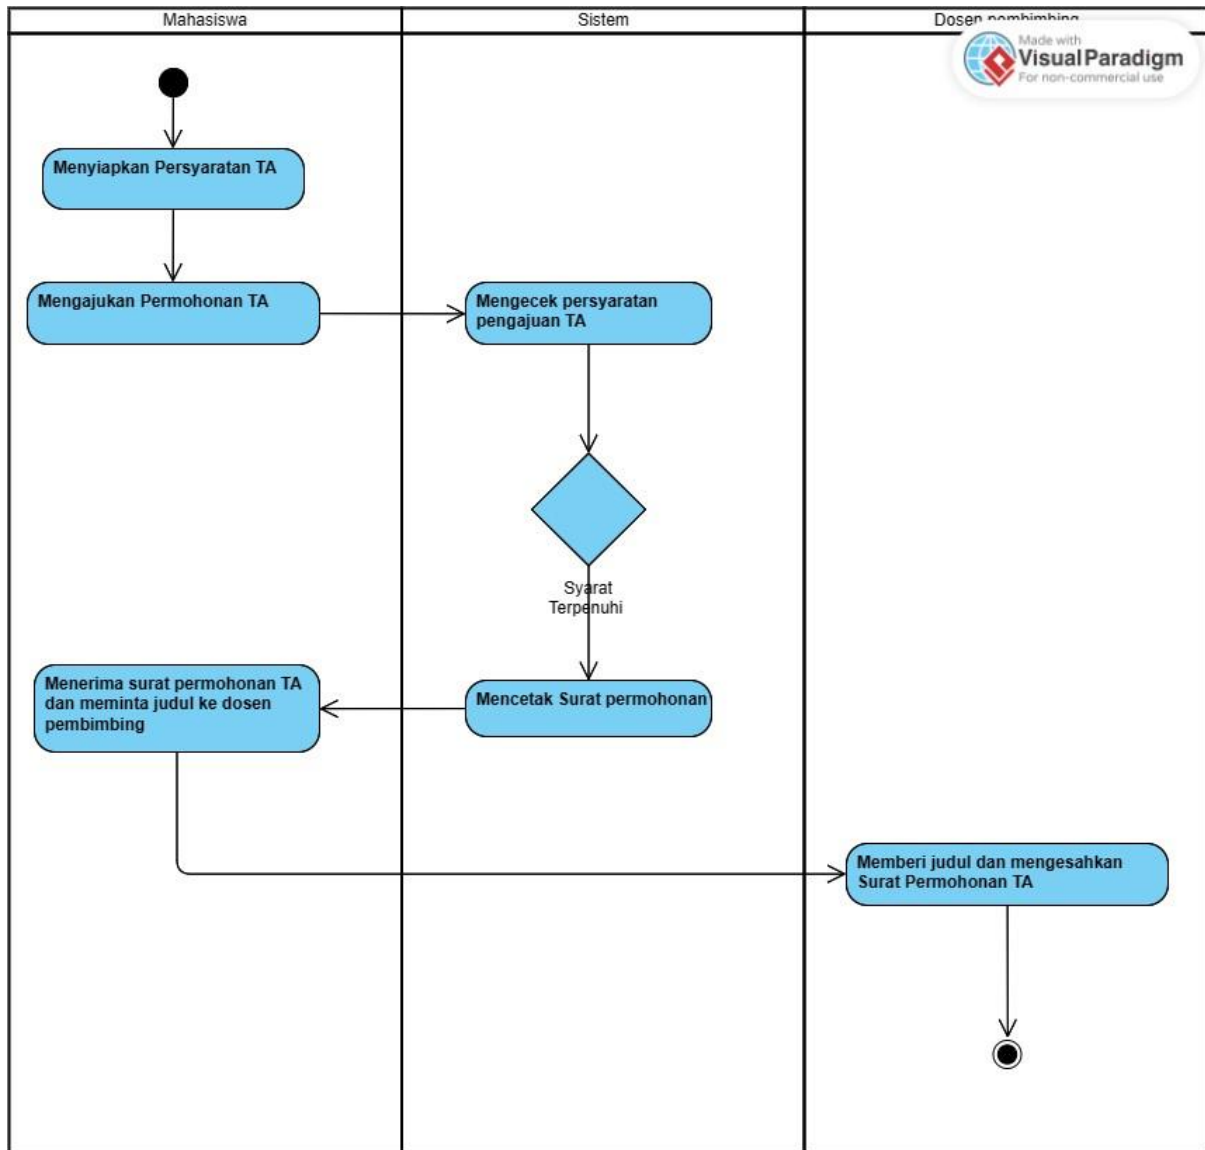 Mahasiswa
Sistem
Dosen pembimbing
Made with
Visual Paradigm
For non-commercial use
Menyiapkan Persyaratan TA
Mengajukan Permohonan TA
Mengecek persyaratan
pengajuan TA
Syarat
Terpenuhi
Menerima surat permohonan TA
dan meminta judul ke dosen
pembimbing
Mencetak Surat permohonan
Memberi judul dan mengesahkan
Surat Permohonan TA